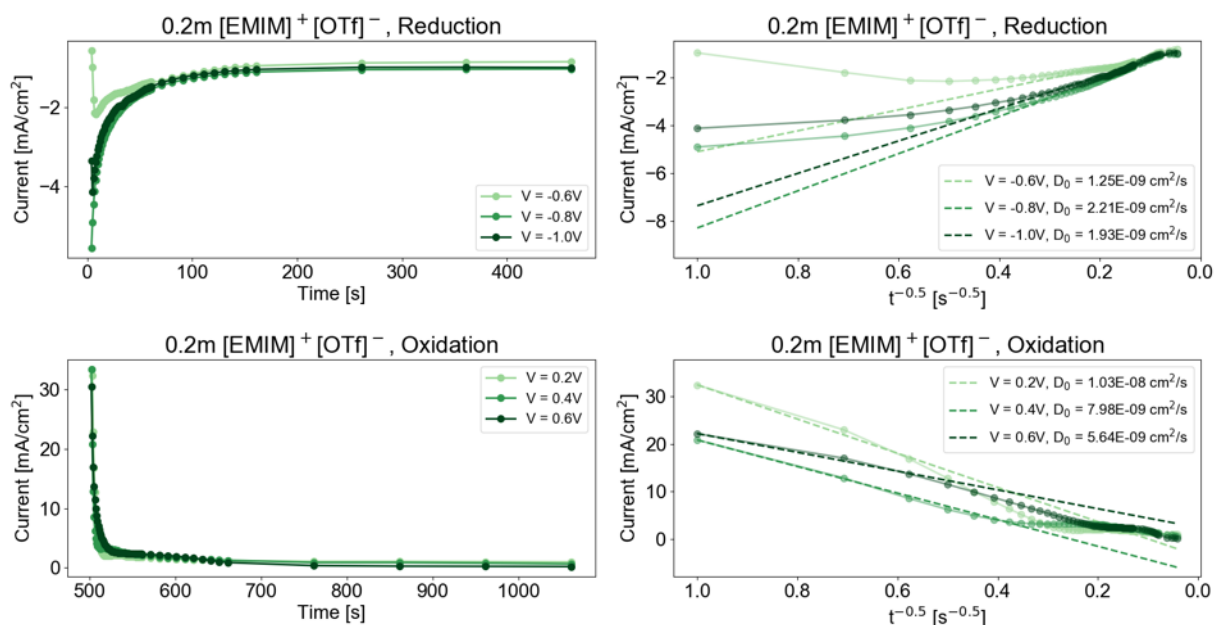 0.2m [EMIM]⁺[OTf]⁻, Reduction
Current [mA/cm²]
−2
−4
V = -0.6V
V = -0.8V
V = -1.0V
0 100 200 300 400
Time [s]
0.2m [EMIM]⁺[OTf]⁻, Reduction
Current [mA/cm²]
−2
−4
−6
−8
V = -0.6V, D₀ = 1.25E-09 cm²/s
V = -0.8V, D₀ = 2.21E-09 cm²/s
V = -1.0V, D₀ = 1.93E-09 cm²/s
1.0 0.8 0.6 0.4 0.2 0.0
t⁻⁰·⁵ [s⁻⁰·⁵]
0.2m [EMIM]⁺[OTf]⁻, Oxidation
Current [mA/cm²]
30
20
10
0
V = 0.2V
V = 0.4V
V = 0.6V
500 600 700 800 900 1000
Time [s]
0.2m [EMIM]⁺[OTf]⁻, Oxidation
Current [mA/cm²]
30
20
10
0
V = 0.2V, D₀ = 1.03E-08 cm²/s
V = 0.4V, D₀ = 7.98E-09 cm²/s
V = 0.6V, D₀ = 5.64E-09 cm²/s
1.0 0.8 0.6 0.4 0.2 0.0
t⁻⁰·⁵ [s⁻⁰·⁵]